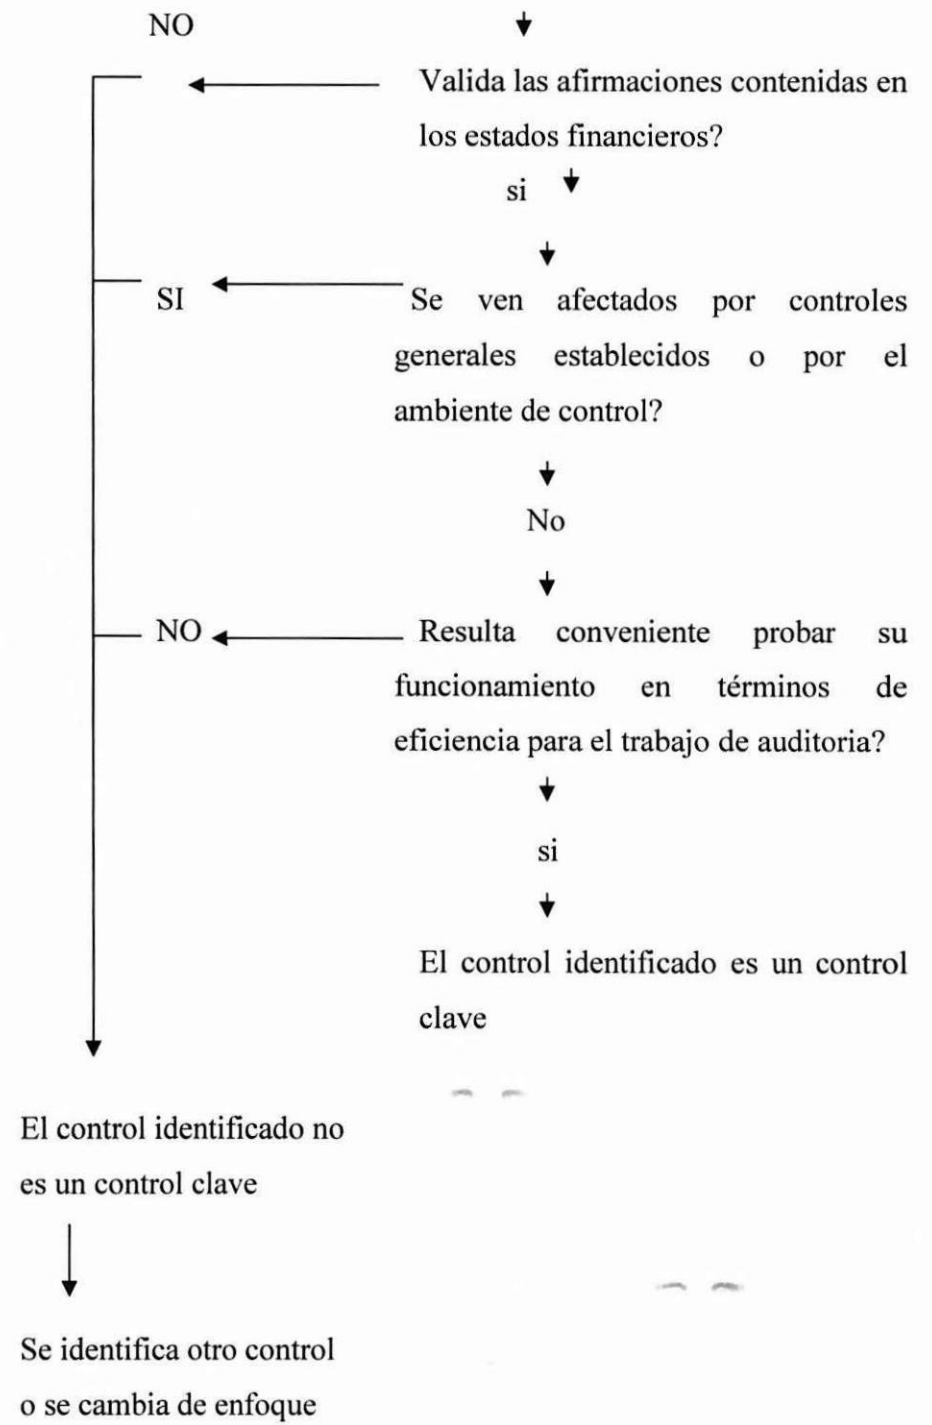 NO
Valida las afirmaciones contenidas en
los estados financieros?
si
SI
Se ven afectados por controles
generales establecidos o por el
ambiente de control?
No
NO
Resulta conveniente probar su
funcionamiento en términos de
eficiencia para el trabajo de auditoria?
si
El control identificado es un control
clave
El control identificado no
es un control clave
Se identifica otro control
o se cambia de enfoque